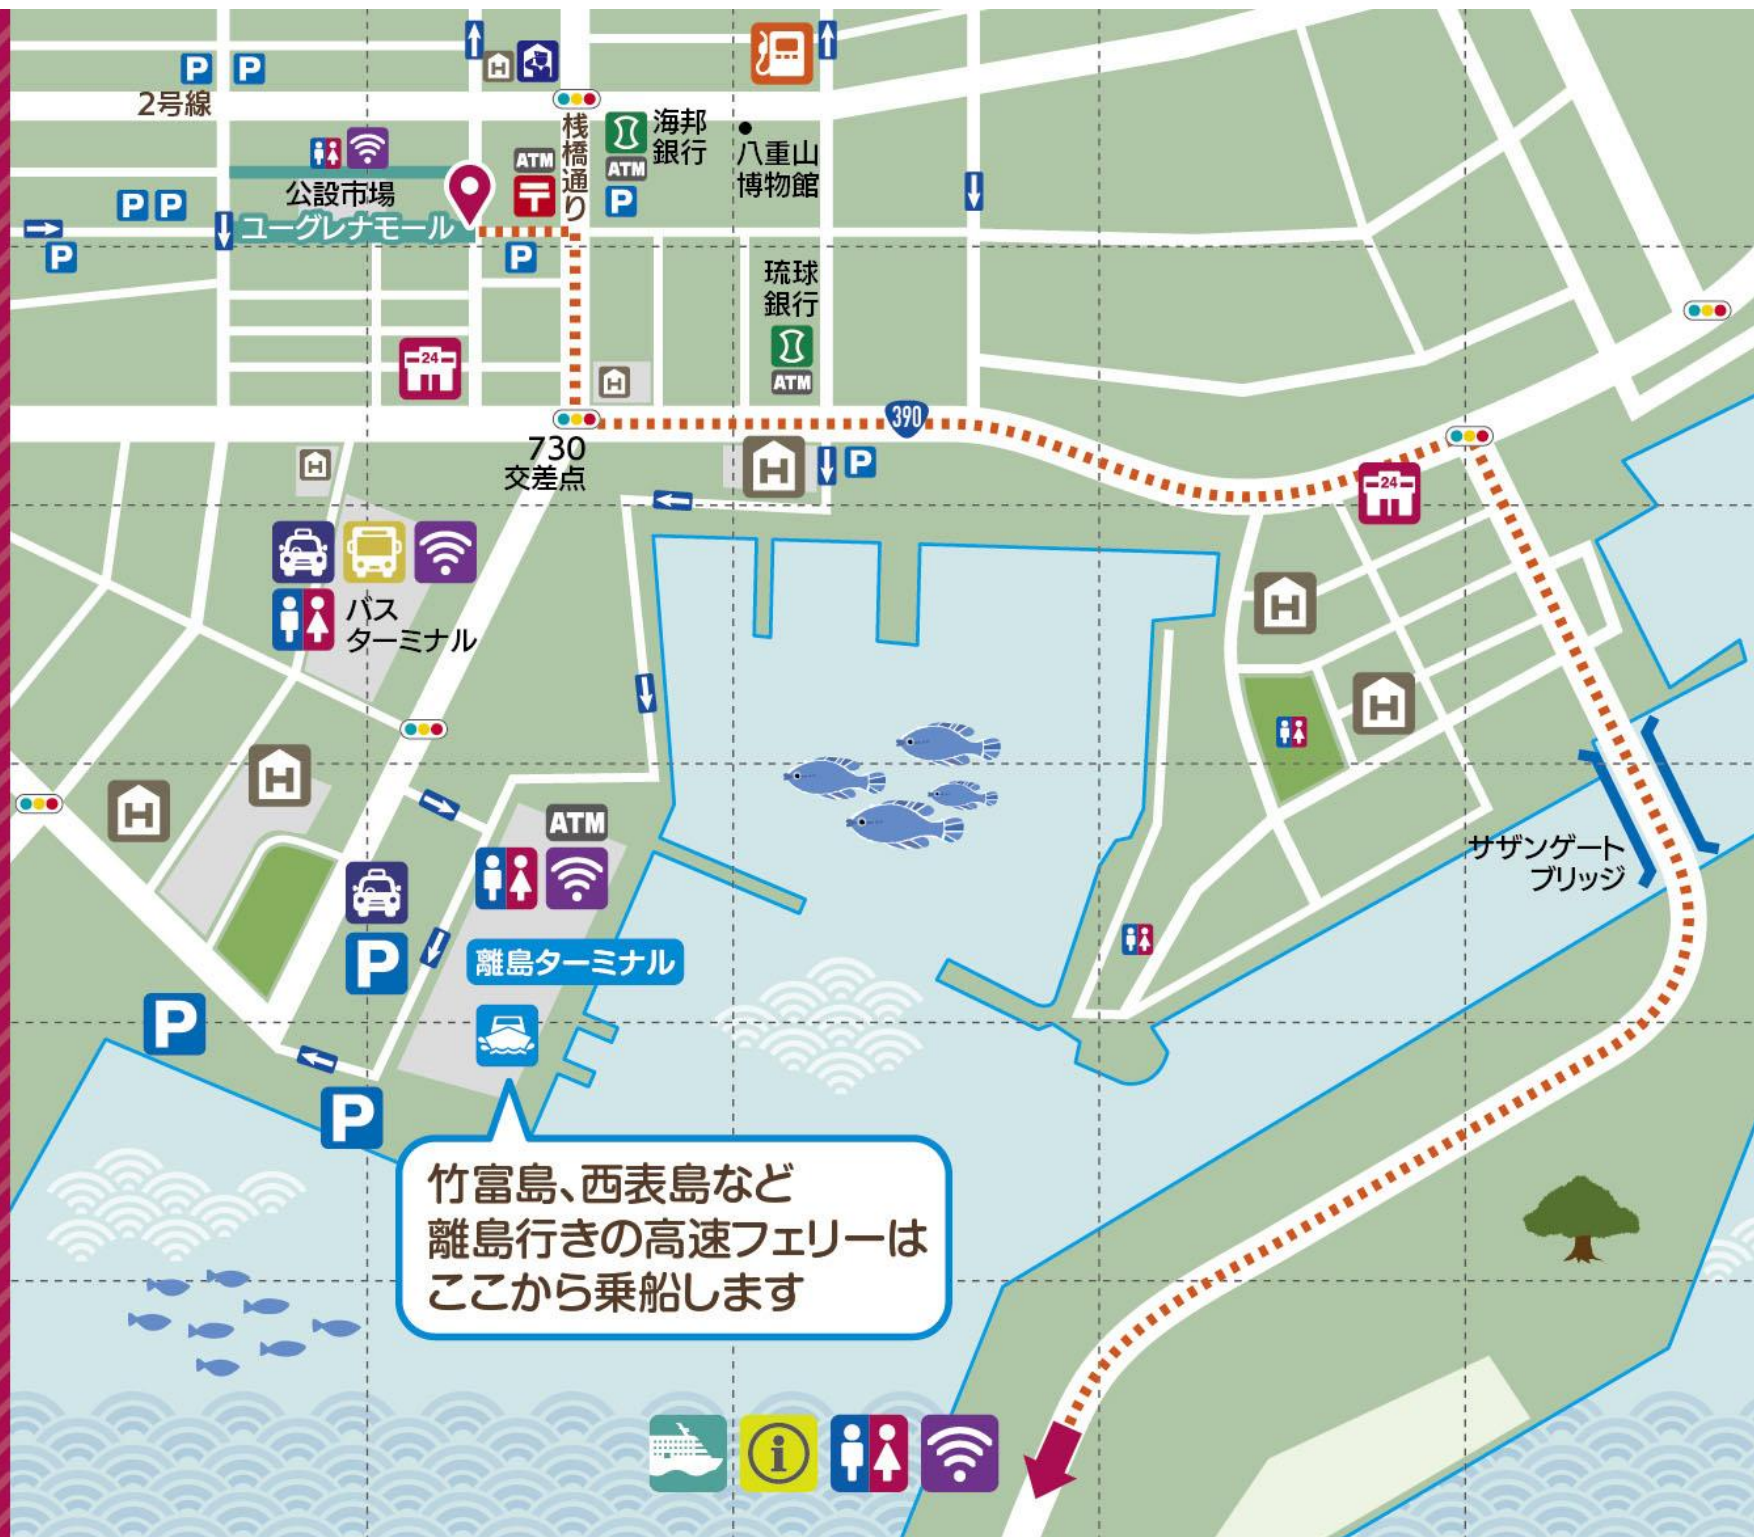 P
P
H
2号線
桟橋通り
海邦
銀行
ATM
P
八重山
博物館
ATM
〒
公設市場
P
P
ユーグレナモール
P
P
琉球
銀行
ATM
24
H
390
730
交差点
H
H
P
24
バス
ターミナル
H
H
H
H
サザンゲート
ブリッジ
ATM
P
離島ターミナル
P
P
竹富島、西表島など
離島行きの高速フェリーは
ここから乗船します
i